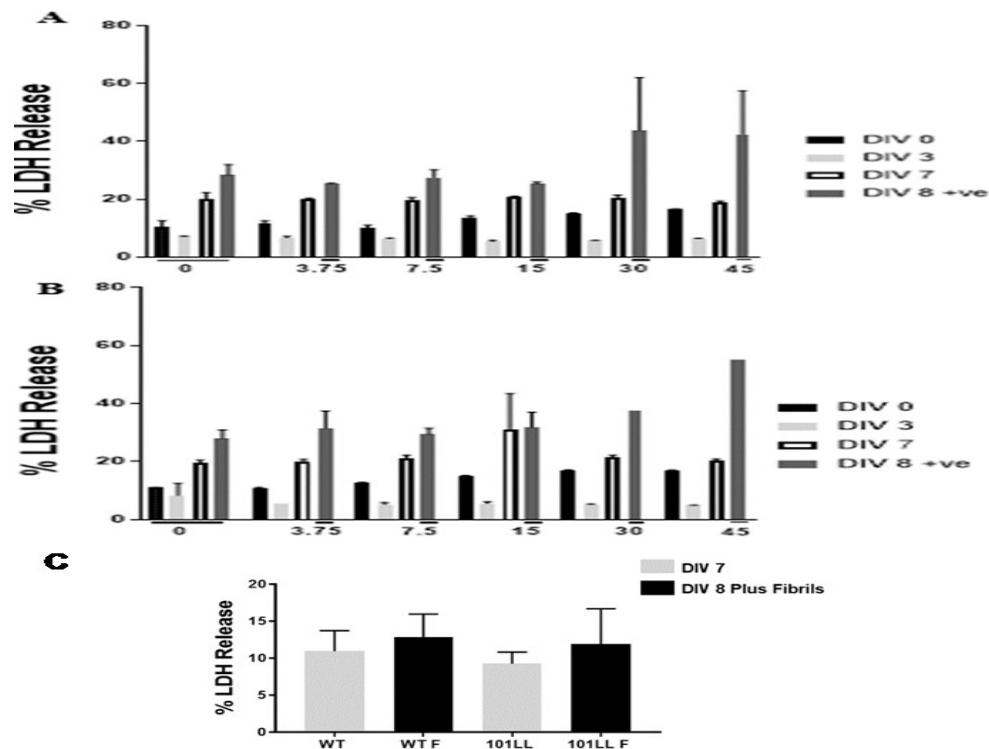 A
80
60
40
20
0
% LDH Release
0 3.75 7.5 15 30 45
DIV 0
DIV 3
DIV 7
DIV 8 +ve
B
80
60
40
20
0
% LDH Release
0 3.75 7.5 15 30 45
DIV 0
DIV 3
DIV 7
DIV 8 +ve
C
20
15
10
5
0
% LDH Release
WT WT F 101LL 101LL F
DIV 7
DIV 8 Plus Fibrils